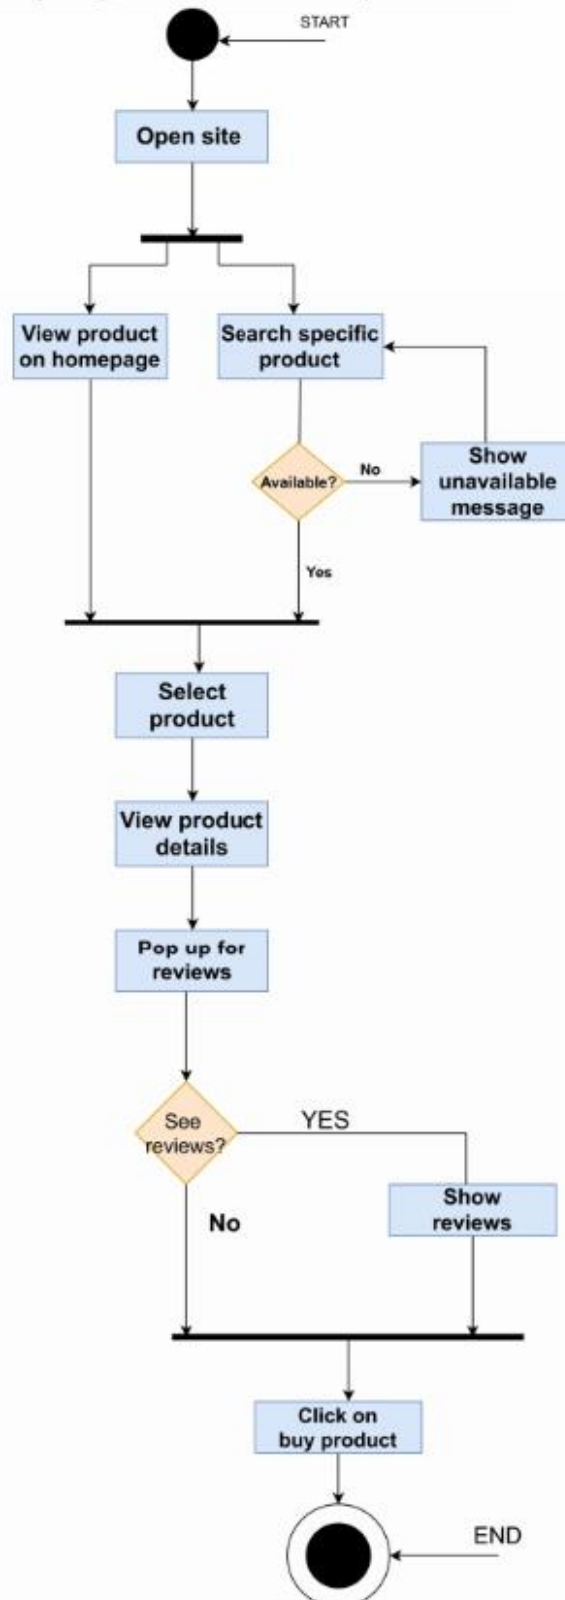 START
Open site
View product
on homepage
Search specific
product
Available?
No
Show
unavailable
message
Yes
Select
product
View product
details
Pop up for
reviews
See
reviews?
YES
No
Show
reviews
Click on
buy product
END